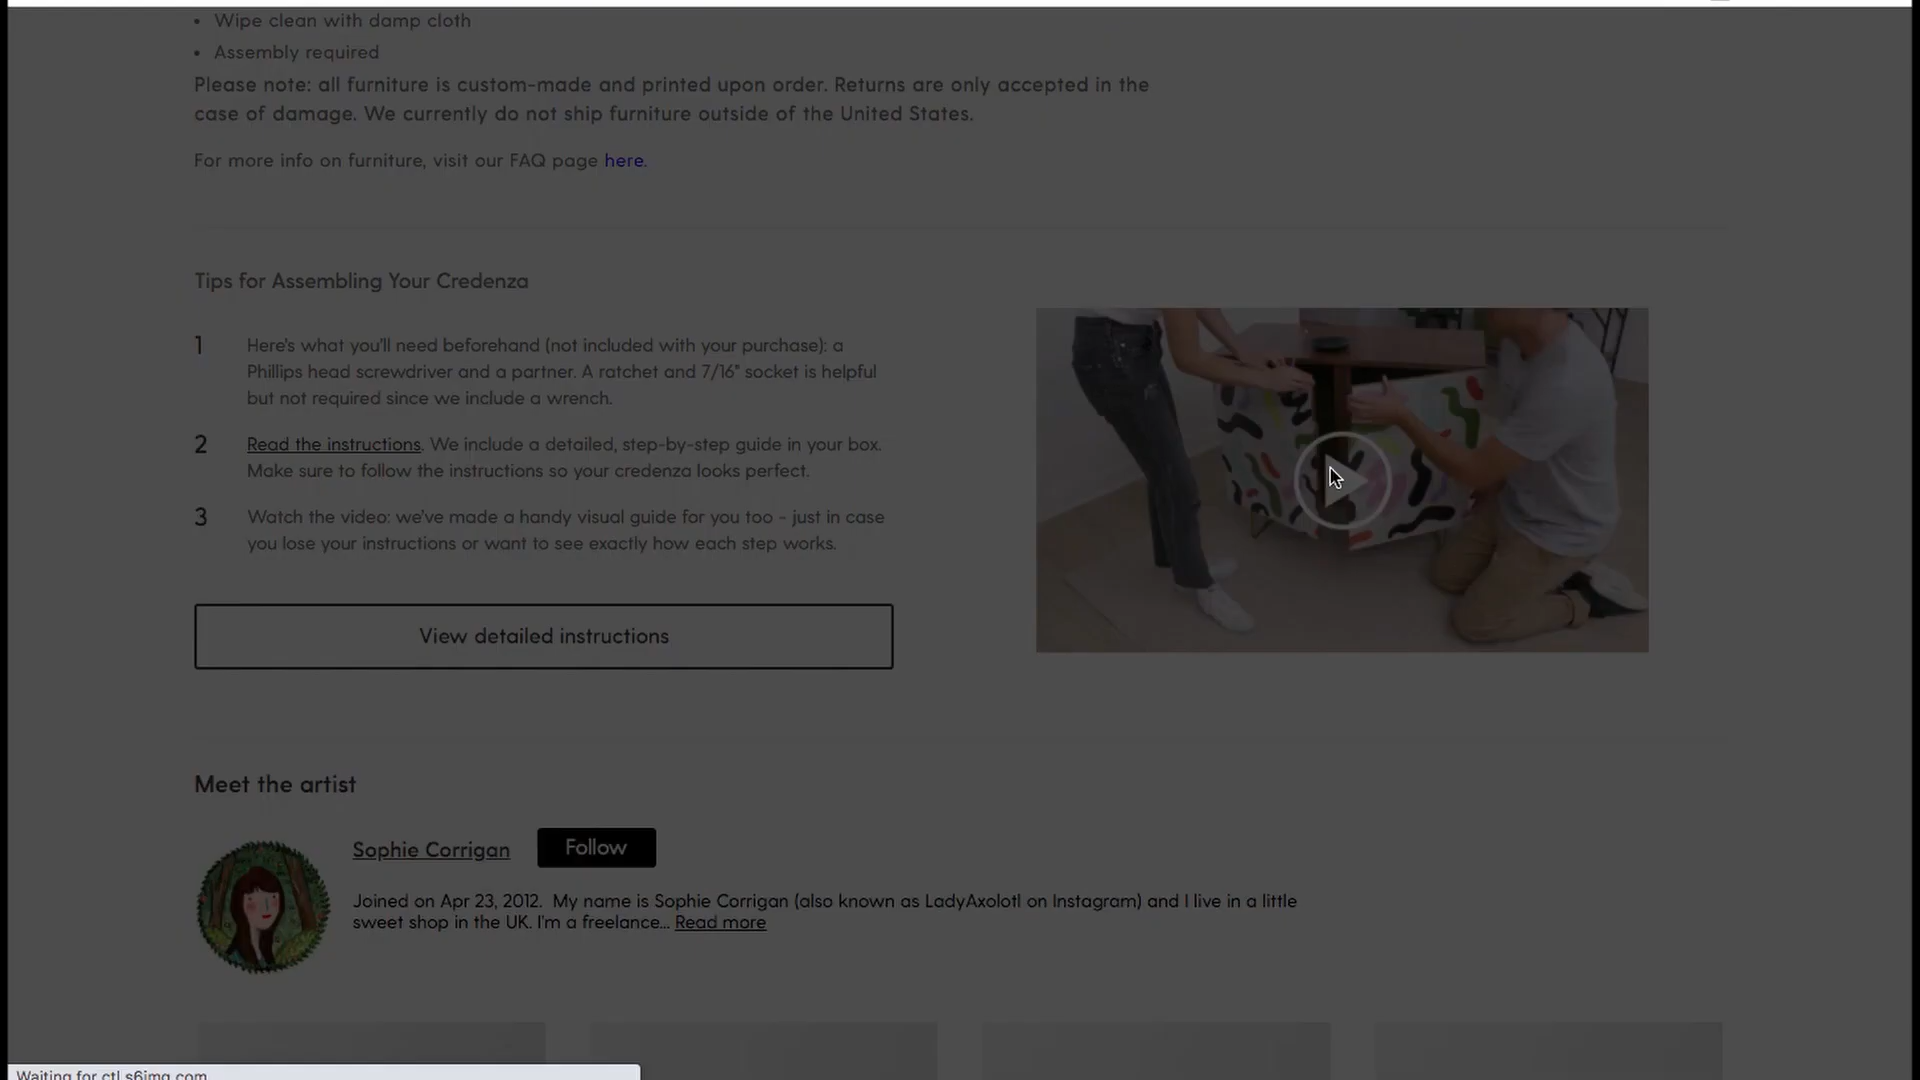 Wipe clean with damp cloth
Assembly required
Please note: all furniture is custom-made and printed upon order. Returns are only accepted in the
case of damage. We currently do not ship furniture outside of the United States.
For more info on furniture, visit our FAQ page here.
Tips for Assembling Your Credenza
1 Here's what you'll need beforehand (not included with your purchase): a
Phillips head screwdriver and a partner. A ratchet and 7/16" socket is helpful
but not required since we include a wrench.
2 Read the instructions. We include a detailed, step-by-step guide in your box.
Make sure to follow the instructions so your credenza looks perfect.
3 Watch the video: we've made a handy visual guide for you too - just in case
you lose your instructions or want to see exactly how each step works.
View detailed instructions
Meet the artist
Sophie Corrigan
Follow
Joined on Apr 23, 2012. My name is Sophie Corrigan (also known as LadyAxolotl on Instagram) and I live in a little
sweet shop in the UK. I'm a freelance... Read more
Waiting for ctl.s6img.com